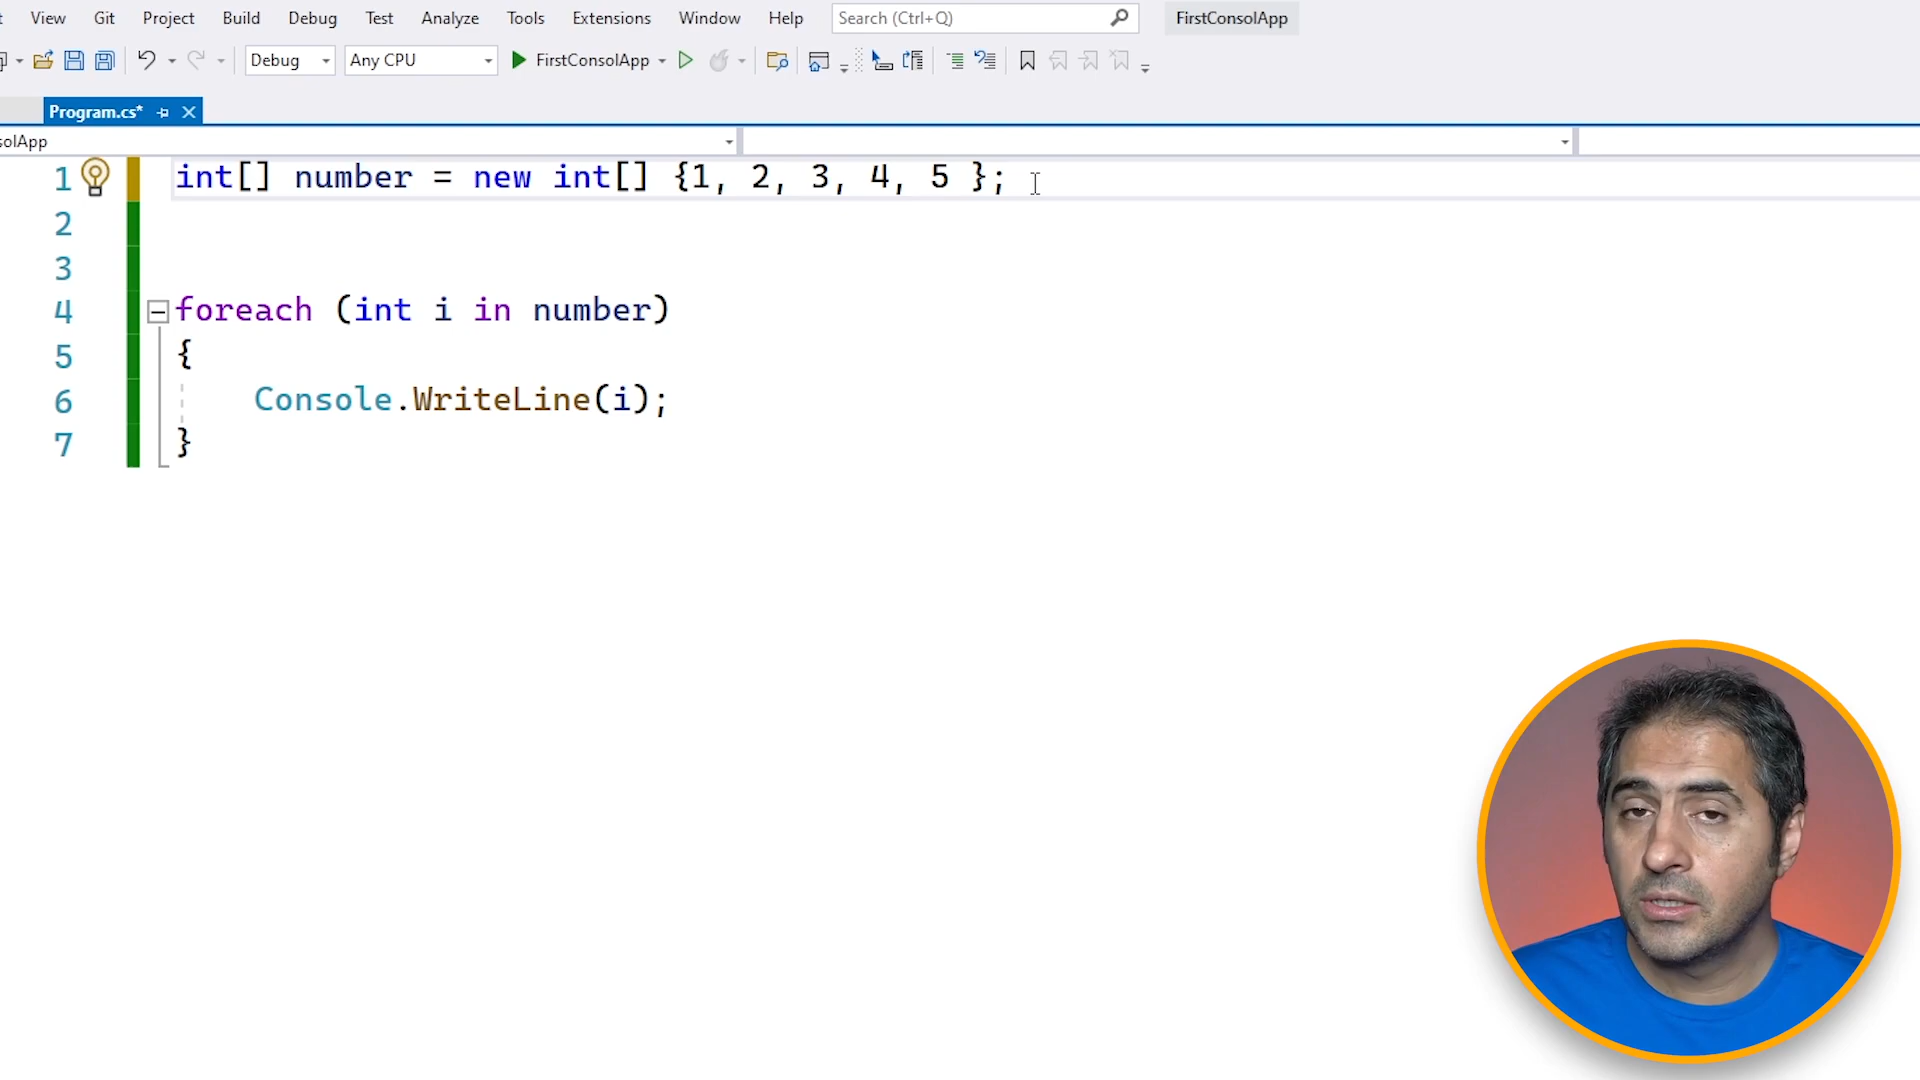 View Git Project Build Debug Test Analyze Tools Extensions Window Help Search (Ctrl+Q) FirstConsolApp
Debug Any CPU FirstConsolApp
Program.cs*
solApp
1 int[] number = new int[] {1, 2, 3, 4, 5 };
2
3
4 foreach (int i in number)
5 {
6 Console.WriteLine(i);
7 }